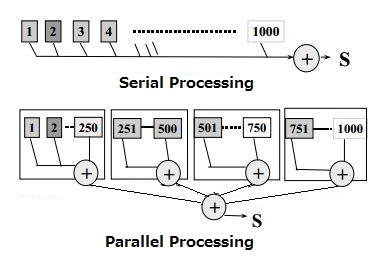 1 2 3 4 1000
+ S
Serial Processing
1 2 250 251 500 501 750 751 1000
+ + + +
+ S
Parallel Processing